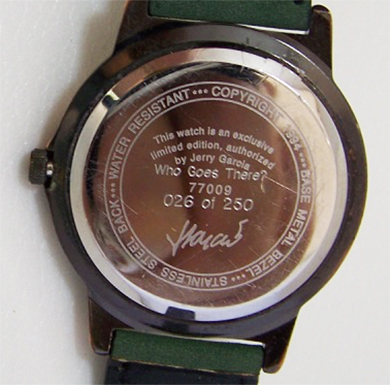 WATER RESISTANT••• COPYRIGHT 1994••• BASE METAL BEZEL••• STAINLESS STEEL BACK•••
This watch is an exclusive
limited edition, authorized
by Jerry Garcia
Who Goes There?
77009
026 of 250